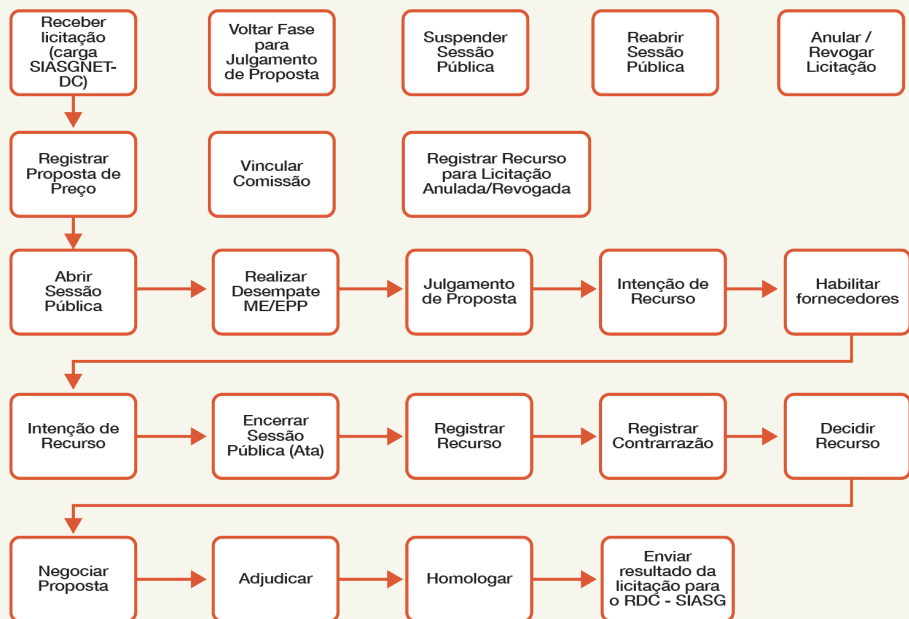 Receber
licitação
(carga
SIASGNET-
DC)
Voltar Fase
para
Julgamento
de Proposta
Suspender
Sessão
Pública
Reabrir
Sessão
Pública
Anular /
Revogar
Licitação
Registrar
Proposta de
Preço
Vincular
Comissão
Registrar Recurso
para Licitação
Anulada/Revogada
Abrir
Sessão
Pública
Realizar
Desempate
ME/EPP
Julgamento
de Proposta
Intenção de
Recurso
Habilitar
fornecedores
Intenção de
Recurso
Encerrar
Sessão
Pública (Ata)
Registrar
Recurso
Registrar
Contrarrazão
Decidir
Recurso
Negociar
Proposta
Adjudicar
Homologar
Enviar
resultado da
licitação para
o RDC - SIASG